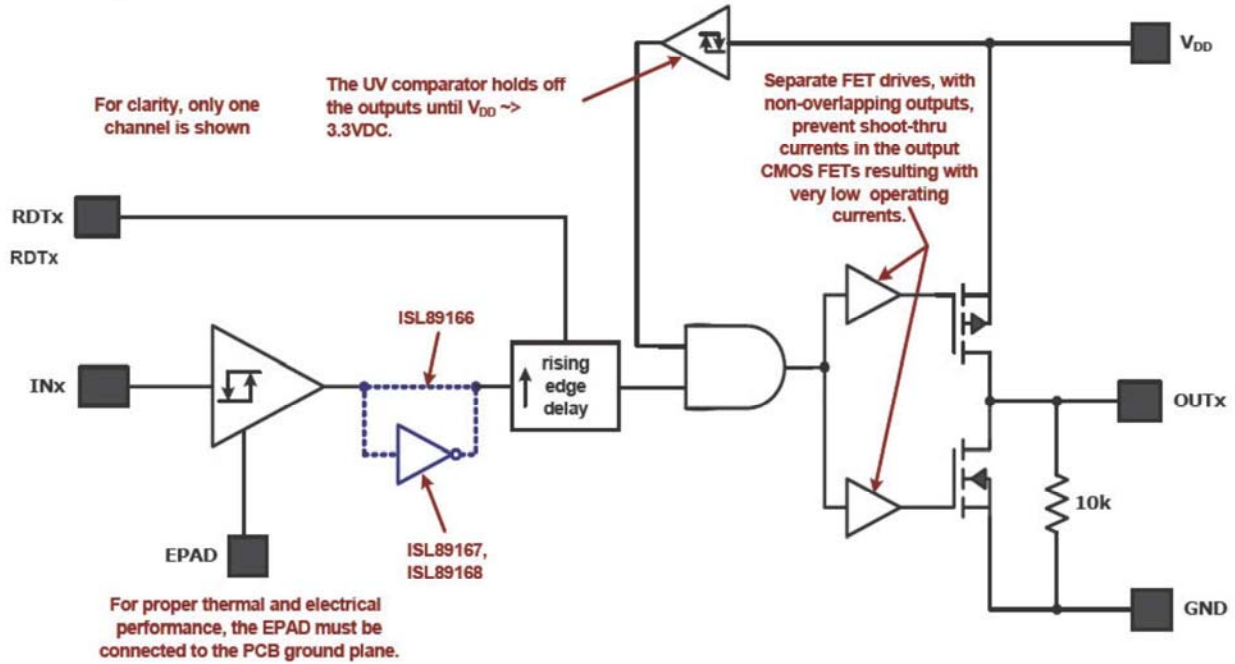 V_DD
The UV comparator holds off
the outputs until V_DD ~>
3.3VDC.
For clarity, only one
channel is shown
Separate FET drives, with
non-overlapping outputs,
prevent shoot-thru
currents in the output
CMOS FETs resulting with
very low operating
currents.
RDTx
RDTx
ISL89166
INx
rising
edge
delay
OUTx
10k
EPAD
ISL89167,
ISL89168
GND
For proper thermal and electrical
performance, the EPAD must be
connected to the PCB ground plane.